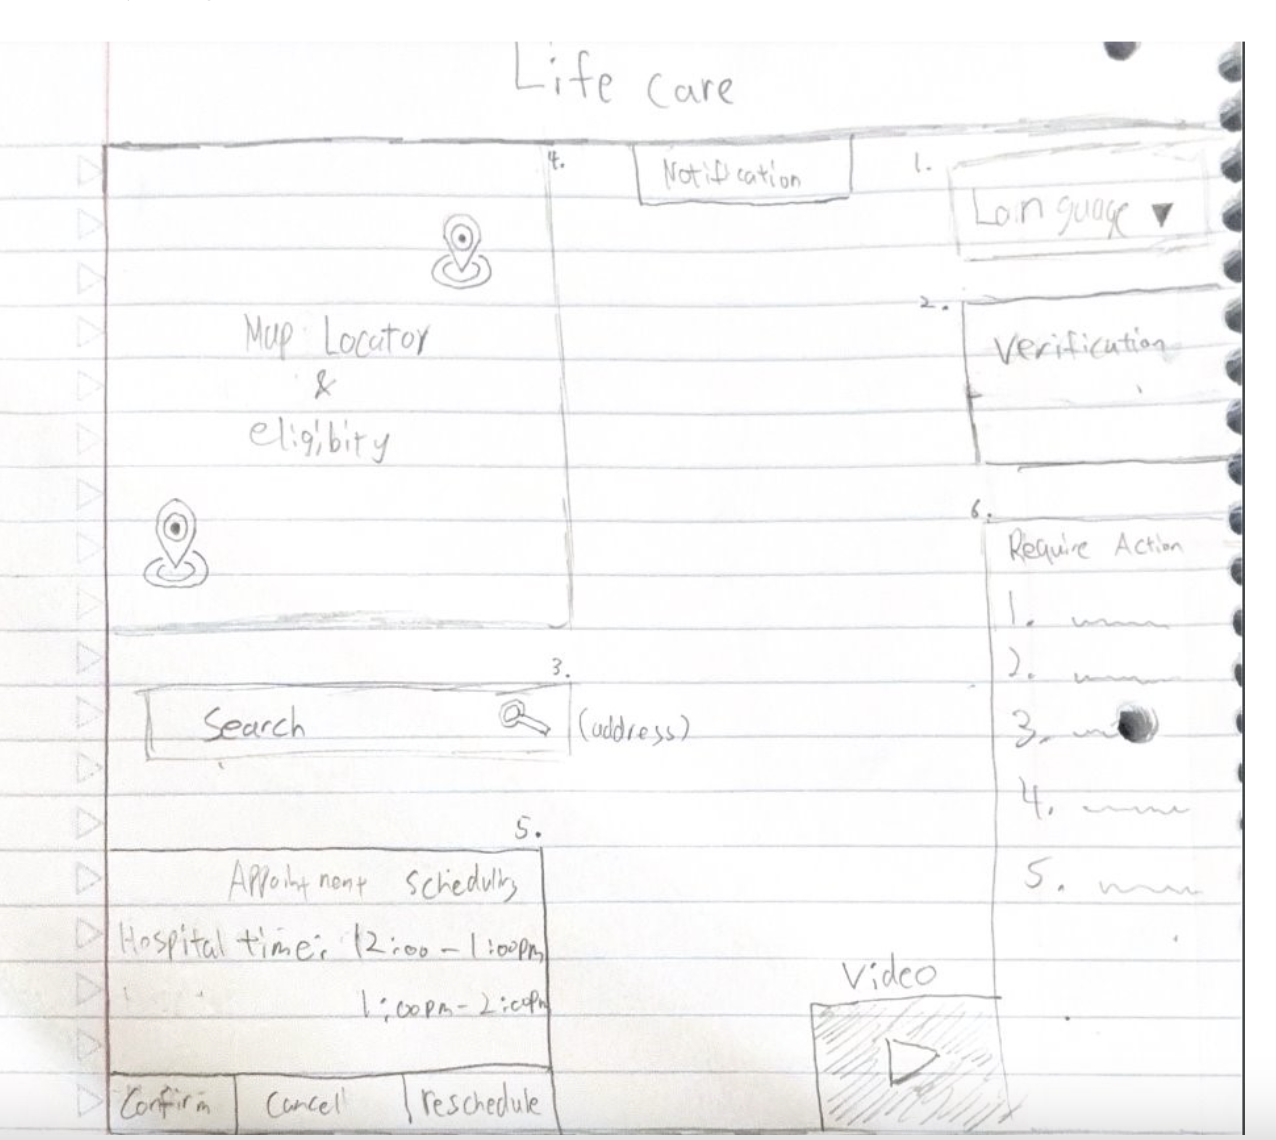 Life care
4.
Notification
1.
Language ▼
2.
Verification
Map Locator
&
eligibity
6.
Require Action
1.
2.
3.
4.
5.
3.
Search
(address)
5.
Appointment scheduling
Hospital time: 12:00 - 1:00pm
1:00pm - 2:00pm
Confirm
Cancel
reschedule
Video